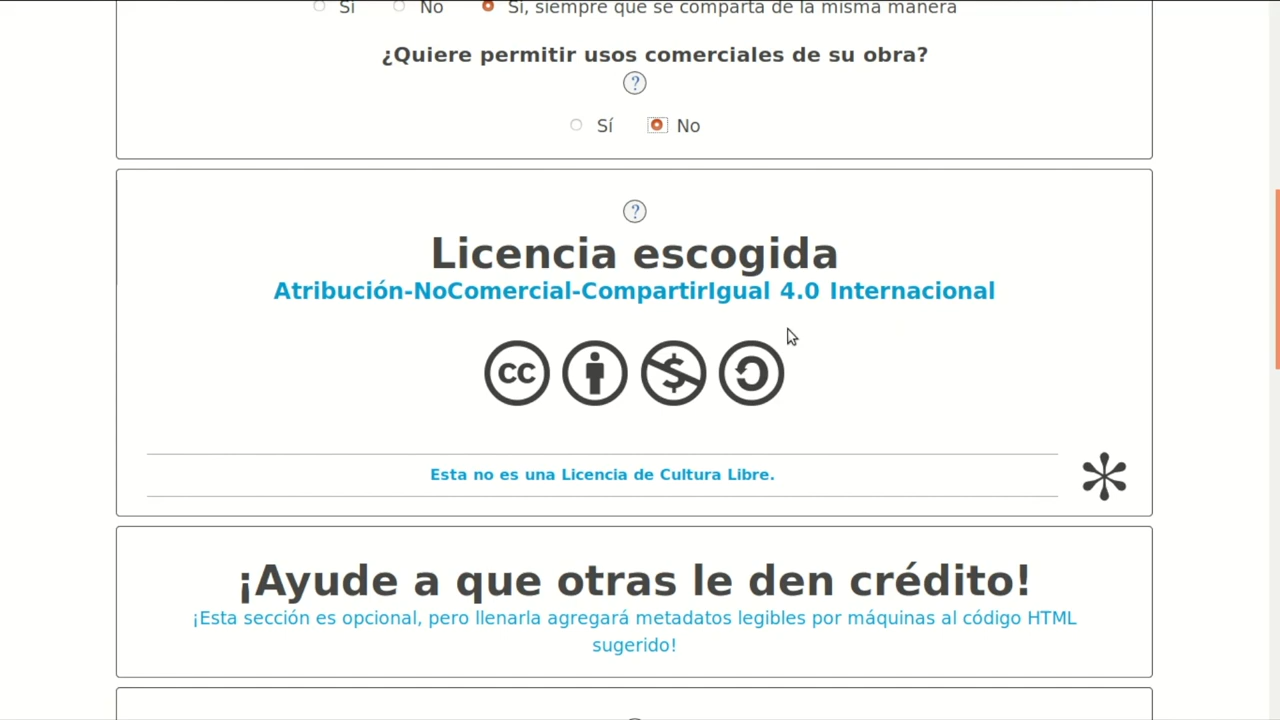 Sí No Sí, siempre que se comparta de la misma manera
¿Quiere permitir usos comerciales de su obra?
?
Sí No
?
Licencia escogida
Atribución-NoComercial-CompartirIgual 4.0 Internacional
cc $
Esta no es una Licencia de Cultura Libre.
¡Ayude a que otras le den crédito!
¡Esta sección es opcional, pero llenarla agregará metadatos legibles por máquinas al código HTML
sugerido!